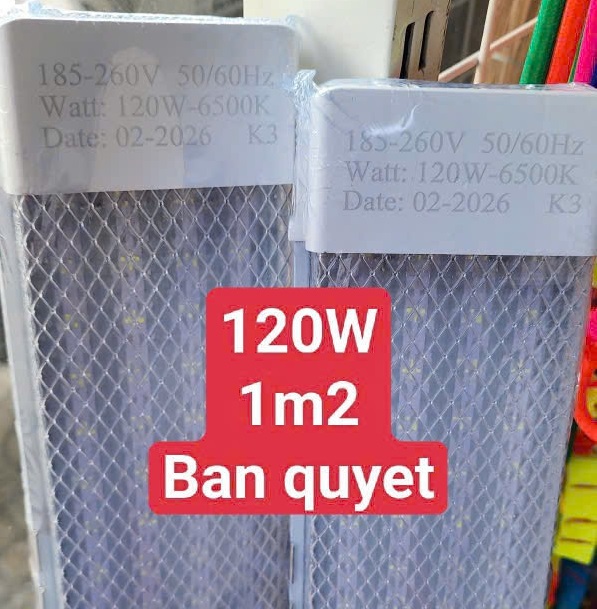 185-260V 50/60Hz
Watt: 120W-6500K
Date: 02-2026 K3
185-260V 50/60Hz
Watt: 120W-6500K
Date: 02-2026 K3
120W
1m2
Ban quyet